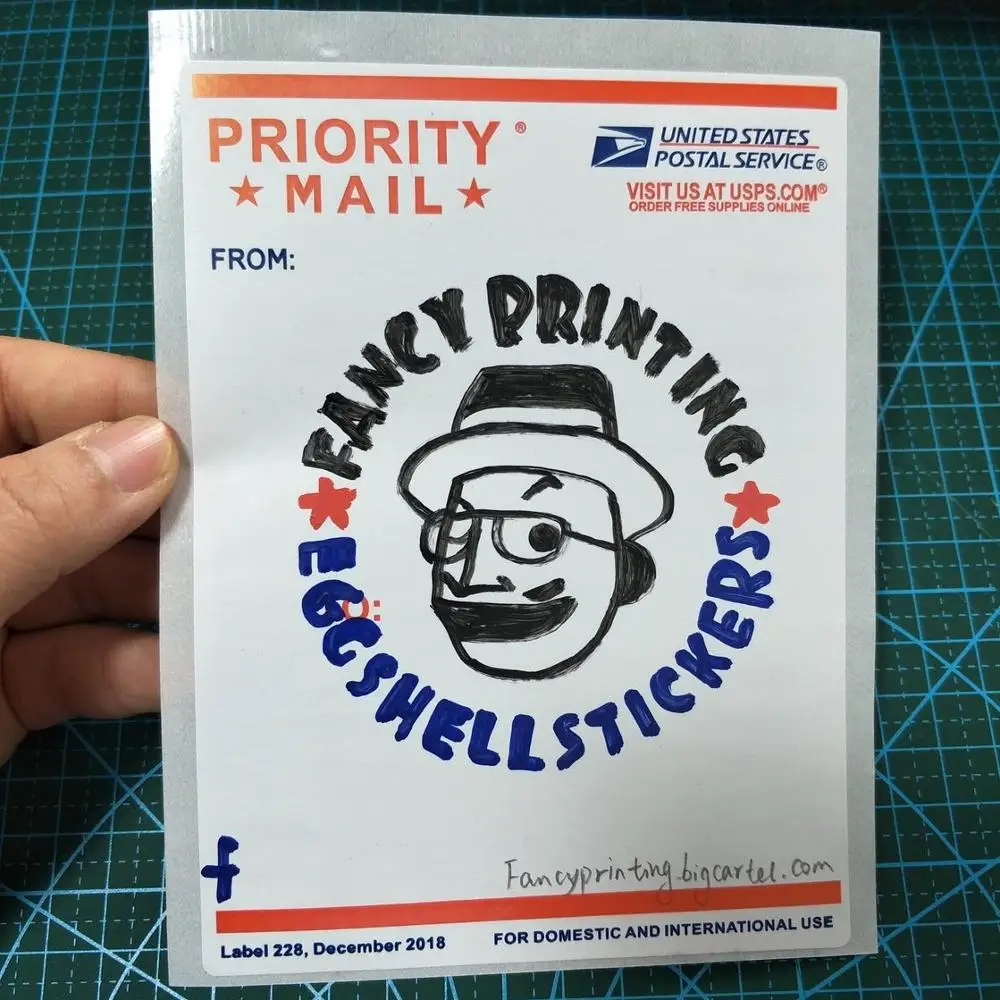 PRIORITY®
★ MAIL ★
UNITED STATES
POSTAL SERVICE®
VISIT US AT USPS.COM®
ORDER FREE SUPPLIES ONLINE
FROM:
FANCY PRINTING
O:
EGGSHELLSTICKERS
f
Fancyprinting.bigcartel.com
Label 228, December 2018
FOR DOMESTIC AND INTERNATIONAL USE